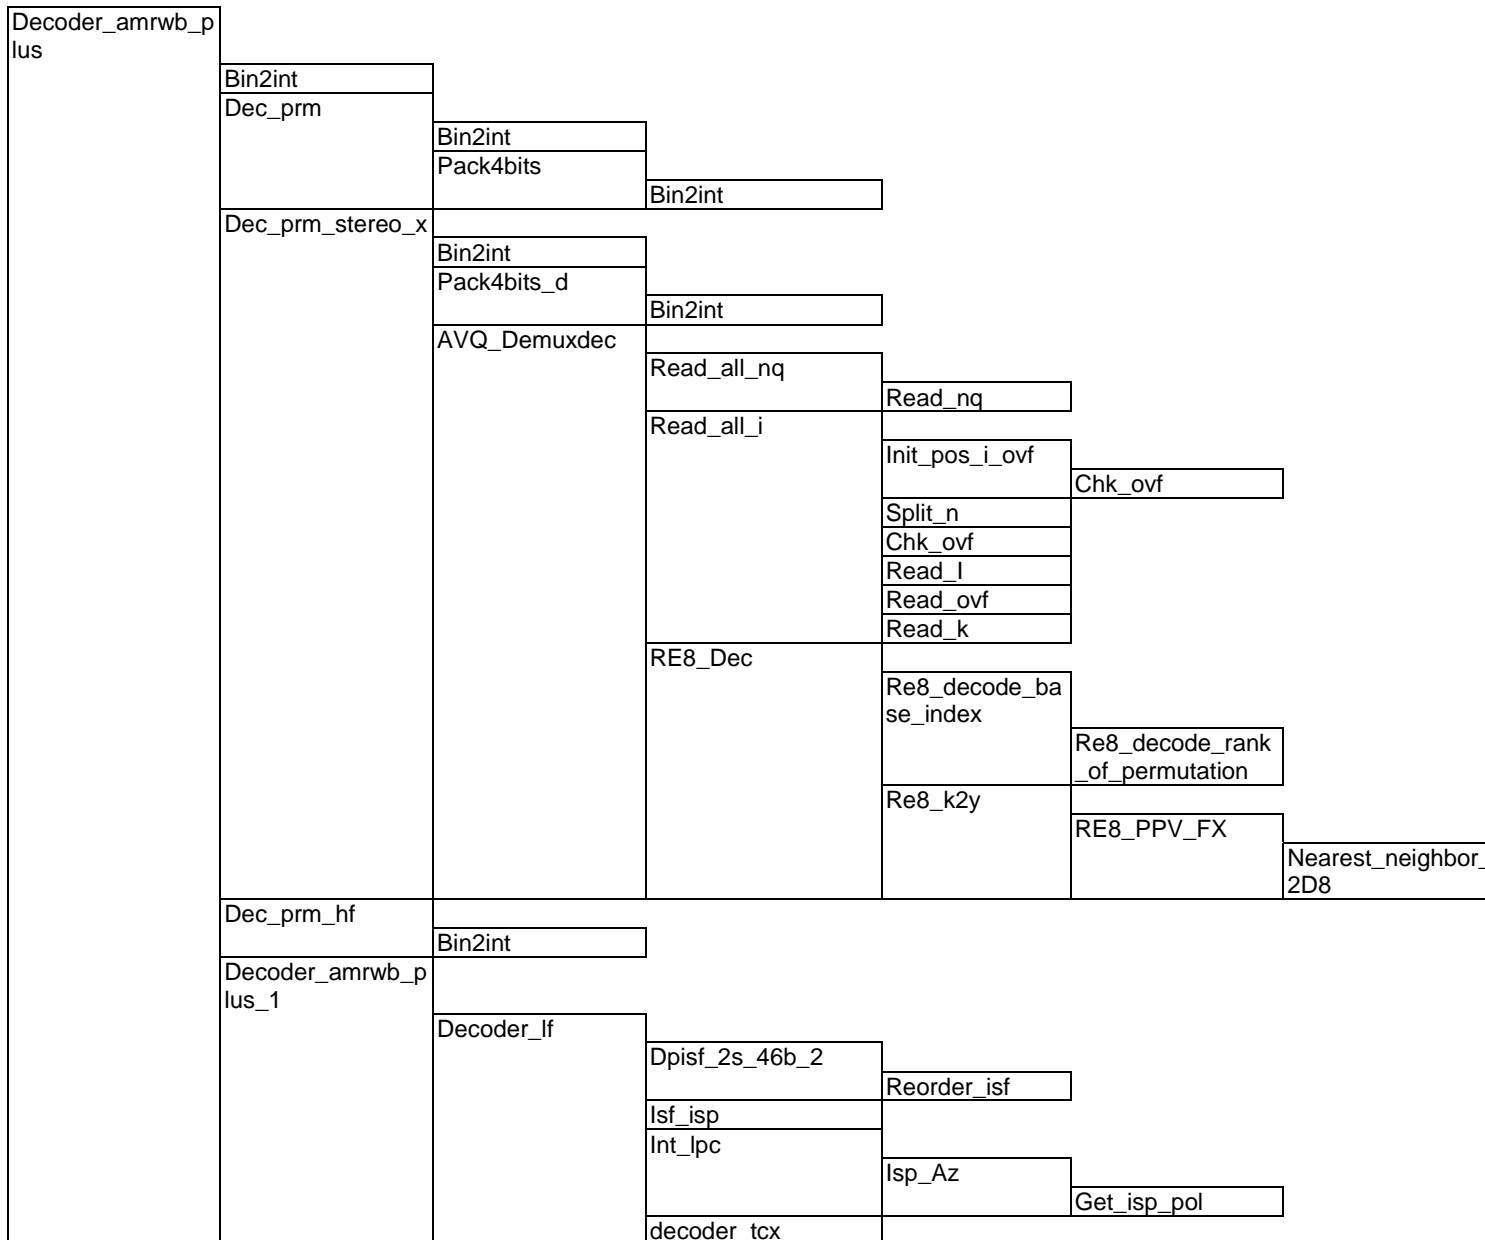 Decoder_amrwb_p
lus
Bin2int
Dec_prm
Bin2int
Pack4bits
Bin2int
Dec_prm_stereo_x
Bin2int
Pack4bits_d
Bin2int
AVQ_Demuxdec
Read_all_nq
Read_nq
Read_all_i
Init_pos_i_ovf
Chk_ovf
Split_n
Chk_ovf
Read_I
Read_ovf
Read_k
RE8_Dec
Re8_decode_ba
se_index
Re8_decode_rank
_of_permutation
Re8_k2y
RE8_PPV_FX
Nearest_neighbor_
2D8
Dec_prm_hf
Bin2int
Decoder_amrwb_p
lus_1
Decoder_lf
Dpisf_2s_46b_2
Reorder_isf
Isf_isp
Int_lpc
Isp_Az
Get_isp_pol
decoder_tcx